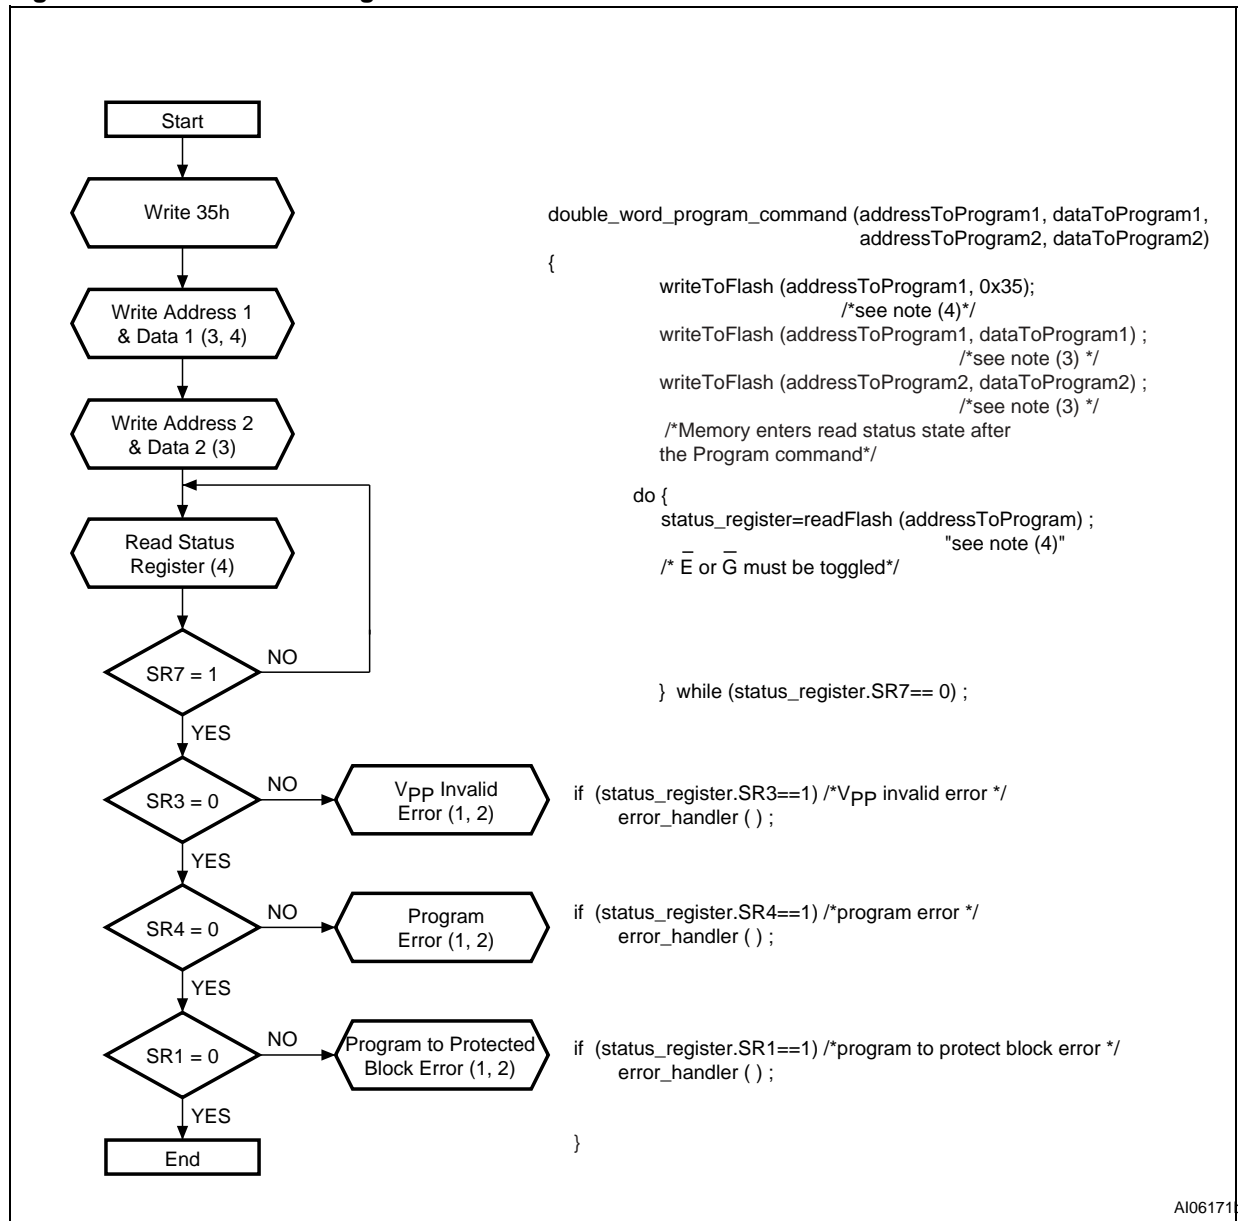 Start
Write 35h
Write Address 1
& Data 1 (3, 4)
Write Address 2
& Data 2 (3)
Read Status
Register (4)
SR7 = 1
NO
YES
SR3 = 0
NO
VPP Invalid
Error (1, 2)
YES
SR4 = 0
NO
Program
Error (1, 2)
YES
SR1 = 0
NO
Program to Protected
Block Error (1, 2)
YES
End
double_word_program_command (addressToProgram1, dataToProgram1,
addressToProgram2, dataToProgram2)
{
writeToFlash (addressToProgram1, 0x35);
/*see note (4)*/
writeToFlash (addressToProgram1, dataToProgram1) ;
/*see note (3) */
writeToFlash (addressToProgram2, dataToProgram2) ;
/*see note (3) */
/*Memory enters read status state after
the Program command*/
do {
status_register=readFlash (addressToProgram) ;
"see note (4)"
/* E̅ or G̅ must be toggled*/
} while (status_register.SR7== 0) ;
if (status_register.SR3==1) /*VPP invalid error */
error_handler ( ) ;
if (status_register.SR4==1) /*program error */
error_handler ( ) ;
if (status_register.SR1==1) /*program to protect block error */
error_handler ( ) ;
}